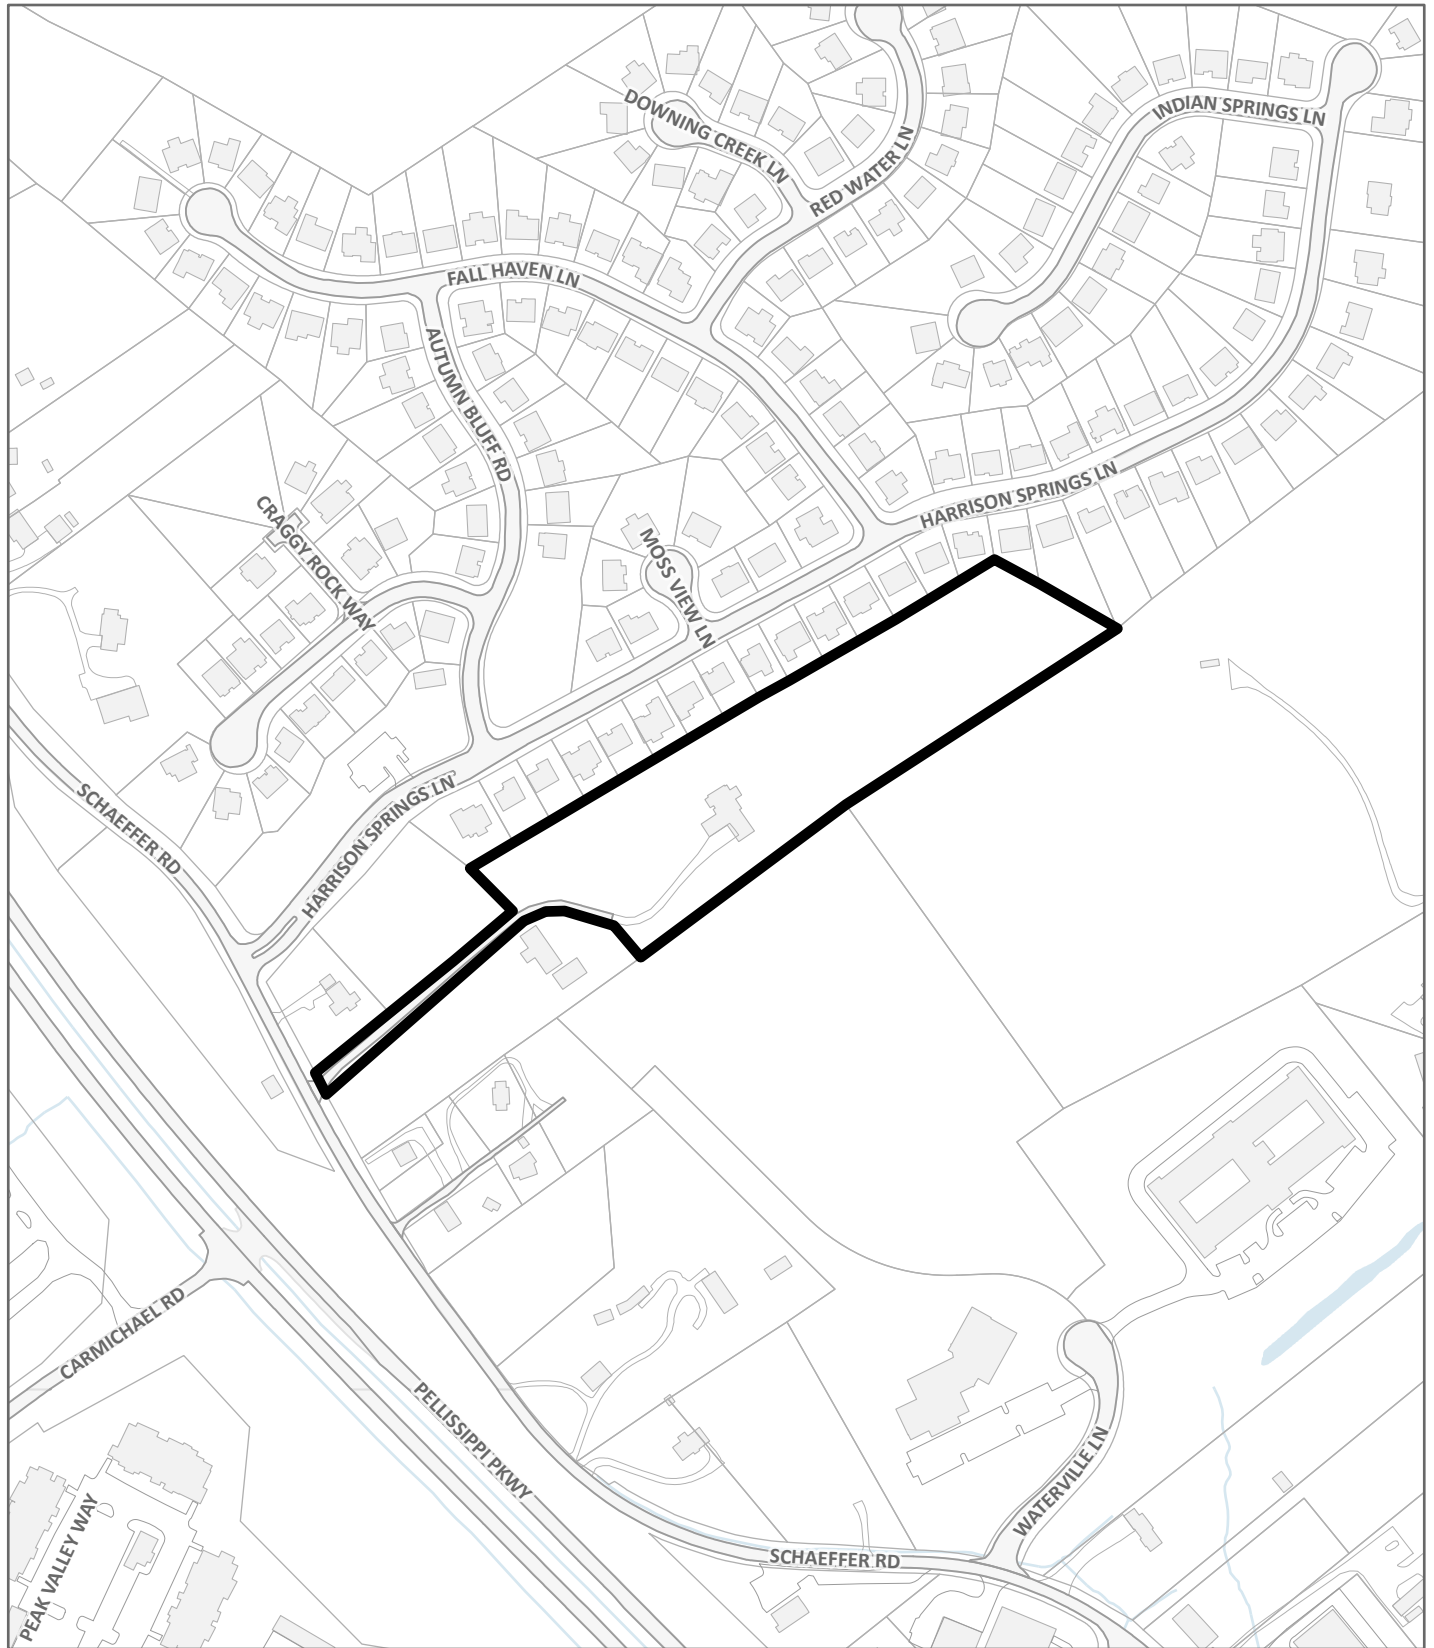 DOWNING CREEK LN
INDIAN SPRINGS LN
RED WATER LN
FALL HAVEN LN
AUTUMN BLUFF RD
HARRISON SPRINGS LN
CRAGGY ROCK WAY
MOSS VIEW LN
SCHAEFFER RD
HARRISON SPRINGS LN
CARMICHAEL RD
PELLISSIPPI PKWY
WATERVILLE LN
PEAK VALLEY WAY
SCHAEFFER RD